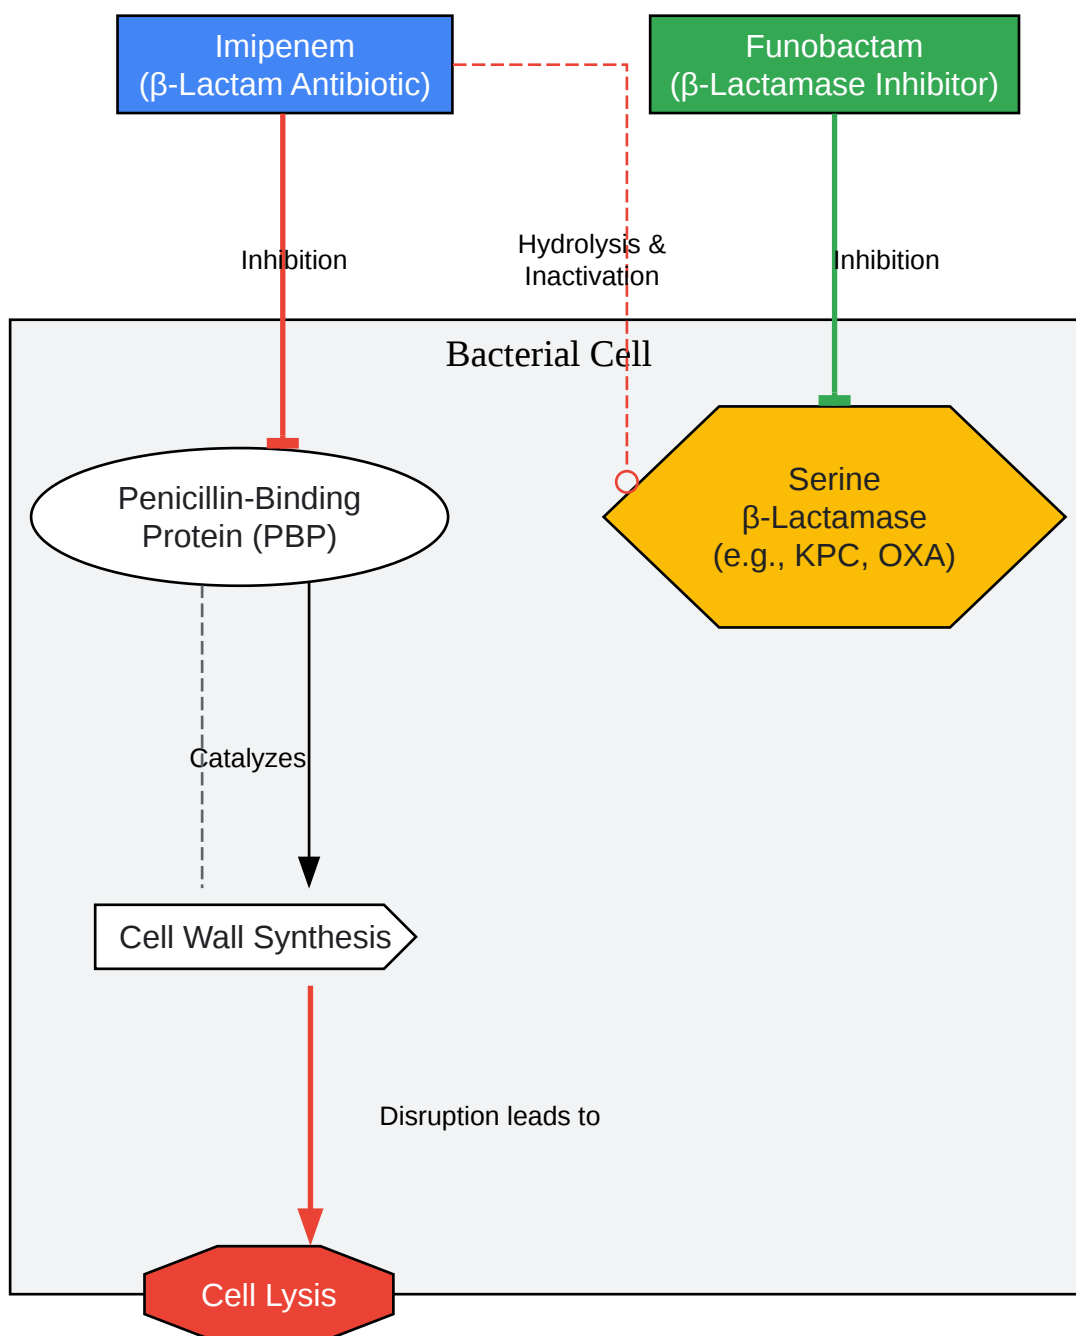 Imipenem
(β-Lactam Antibiotic)
Funobactam
(β-Lactamase Inhibitor)
Inhibition
Hydrolysis &
Inactivation
Inhibition
Bacterial Cell
Penicillin-Binding
Protein (PBP)
Serine
β-Lactamase
(e.g., KPC, OXA)
Catalyzes
Cell Wall Synthesis
Disruption leads to
Cell Lysis